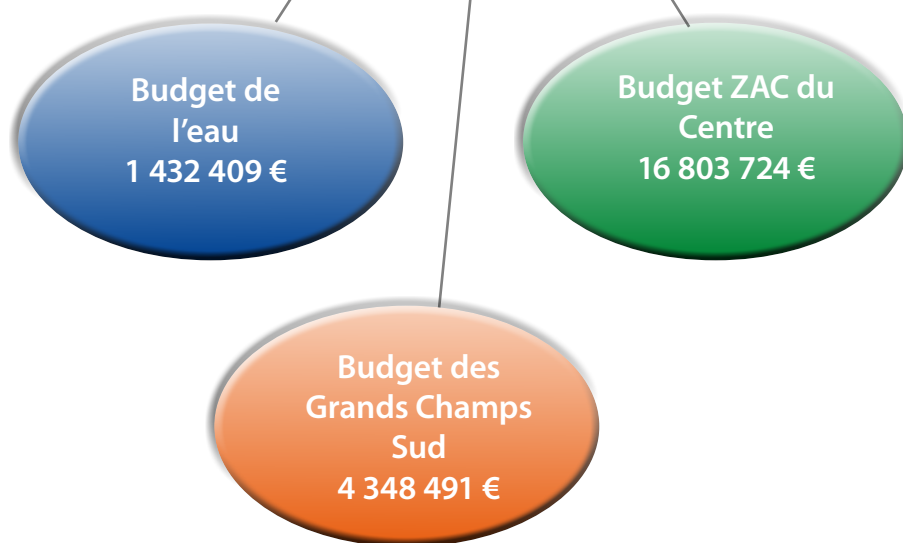 Budget de
l’eau
1 432 409 €
Budget ZAC du
Centre
16 803 724 €
Budget des
Grands Champs
Sud
4 348 491 €